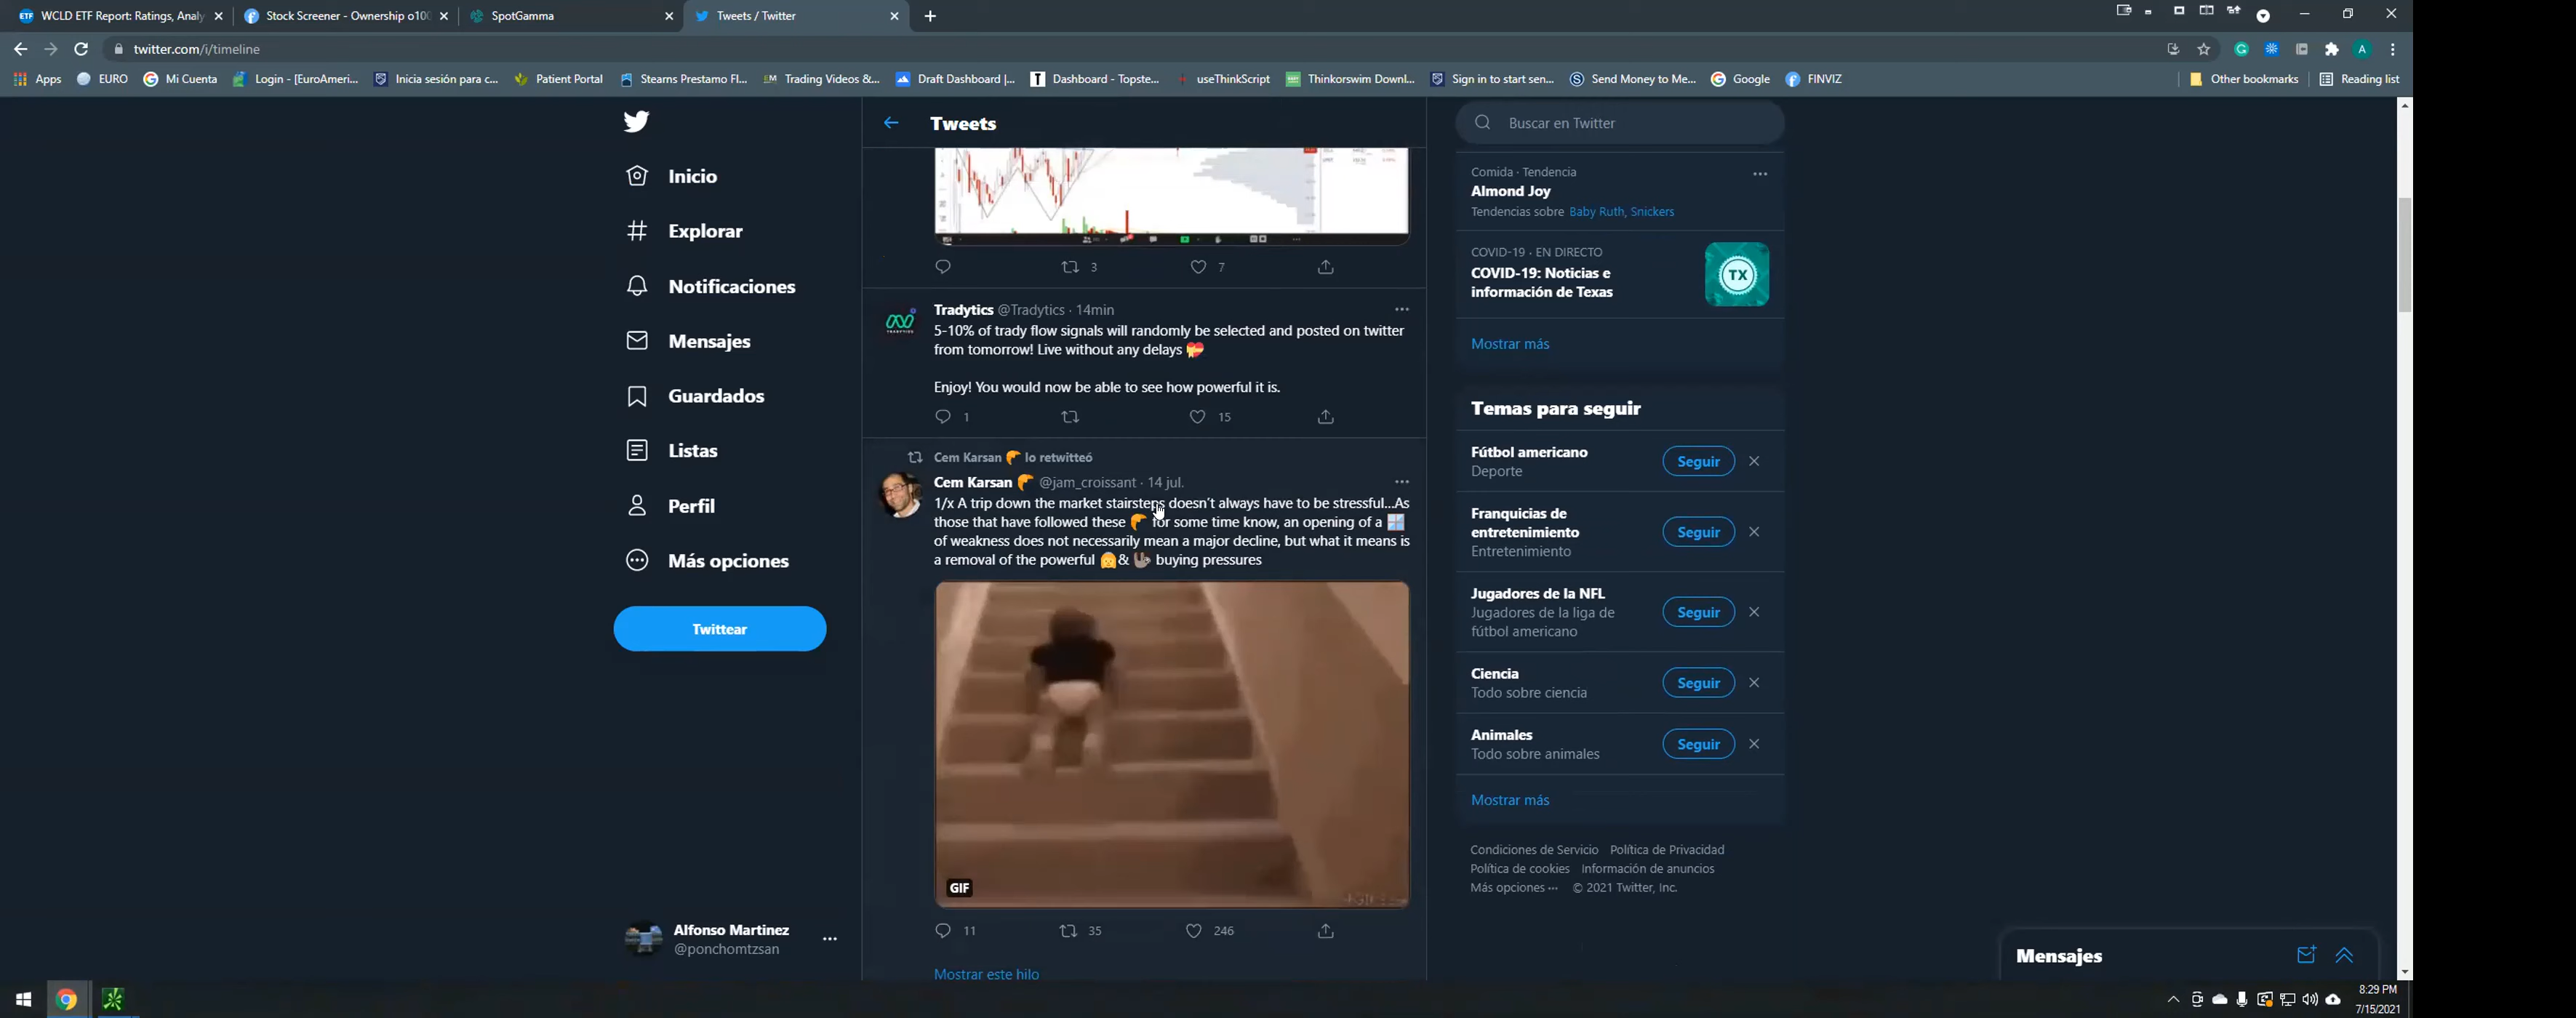 WCLD ETF Report: Ratings, Analy
Stock Screener - Ownership o10
SpotGamma
Tweets / Twitter
twitter.com/i/timeline
Apps
EURO
Mi Cuenta
Login - [EuroAmeri...
Inicia sesión para c...
Patient Portal
Stearns Prestamo Fl...
Trading Videos &...
Draft Dashboard |...
Dashboard - Topste...
useThinkScript
Thinkorswim Downl...
Sign in to start sen...
Send Money to Me...
Google
FINVIZ
Other bookmarks
Reading list
Inicio
Explorar
Notificaciones
Mensajes
Guardados
Listas
Perfil
Más opciones
Twittear
Alfonso Martinez
@ponchomtzsan
Tweets
3
7
Tradytics @Tradytics · 14min
5-10% of trady flow signals will randomly be selected and posted on twitter
from tomorrow! Live without any delays 💝
Enjoy! You would now be able to see how powerful it is.
1
15
Cem Karsan 🥐 lo retwitteó
Cem Karsan 🥐 @jam_croissant · 14 jul.
1/x A trip down the market stairsteps doesn't always have to be stressful...As
those that have followed these 🥐 for some time know, an opening of a 🪟
of weakness does not necessarily mean a major decline, but what it means is
a removal of the powerful 👩& 🦥 buying pressures
GIF
11
35
246
Mostrar este hilo
Buscar en Twitter
Comida · Tendencia
Almond Joy
Tendencias sobre Baby Ruth, Snickers
COVID-19 · EN DIRECTO
COVID-19: Noticias e
información de Texas
TX
Mostrar más
Temas para seguir
Fútbol americano
Deporte
Seguir
Franquicias de
entretenimiento
Entretenimiento
Seguir
Jugadores de la NFL
Jugadores de la liga de
fútbol americano
Seguir
Ciencia
Todo sobre ciencia
Seguir
Animales
Todo sobre animales
Seguir
Mostrar más
Condiciones de Servicio Política de Privacidad
Política de cookies Información de anuncios
Más opciones ··· © 2021 Twitter, Inc.
Mensajes
8:29 PM
7/15/2021